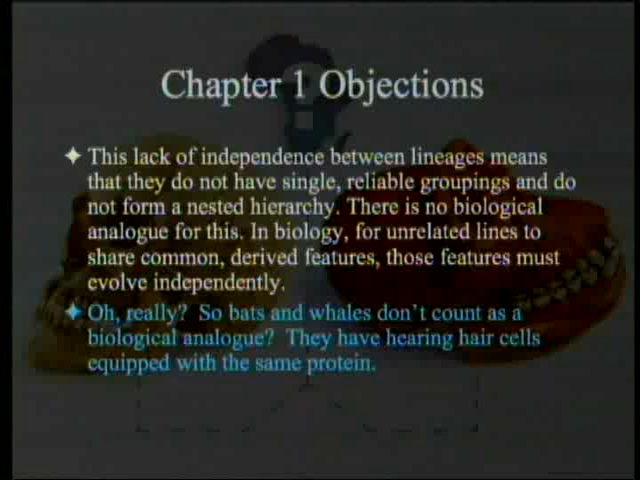 Chapter 1 Objections
This lack of independence between lineages means
that they do not have single, reliable groupings and do
not form a nested hierarchy. There is no biological
analogue for this. In biology, for unrelated lines to
share common, derived features, those features must
evolve independently.
Oh, really? So bats and whales don't count as a
biological analogue? They have hearing hair cells
equipped with the same protein.